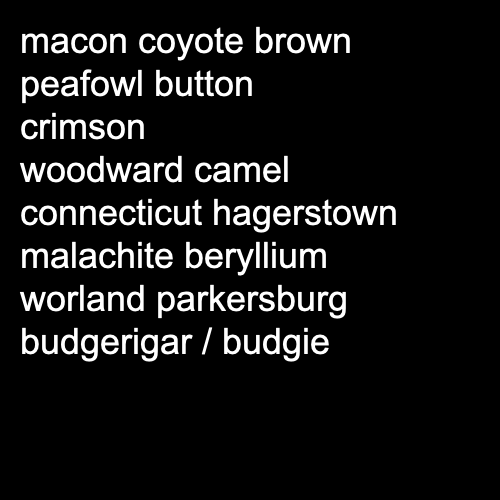 macon coyote brown
peafowl button
crimson
woodward camel
connecticut hagerstown
malachite beryllium
worland parkersburg
budgerigar / budgie